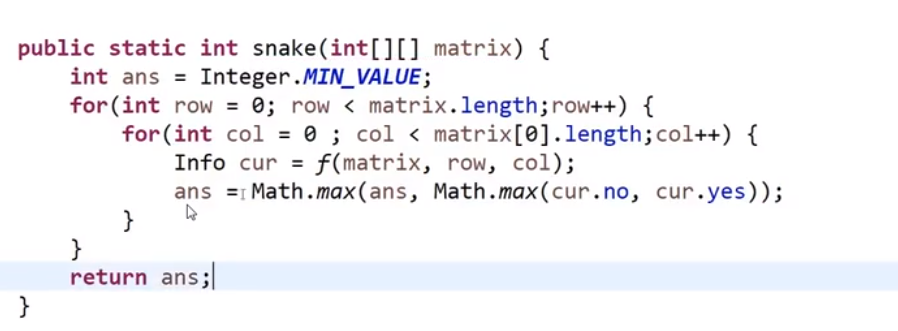 public static int snake(int[][] matrix) {
    int ans = Integer.MIN_VALUE;
    for(int row = 0; row < matrix.length;row++) {
        for(int col = 0 ; col < matrix[0].length;col++) {
            Info cur = f(matrix, row, col);
            ans = Math.max(ans, Math.max(cur.no, cur.yes));
        }
    }
    return ans;
}